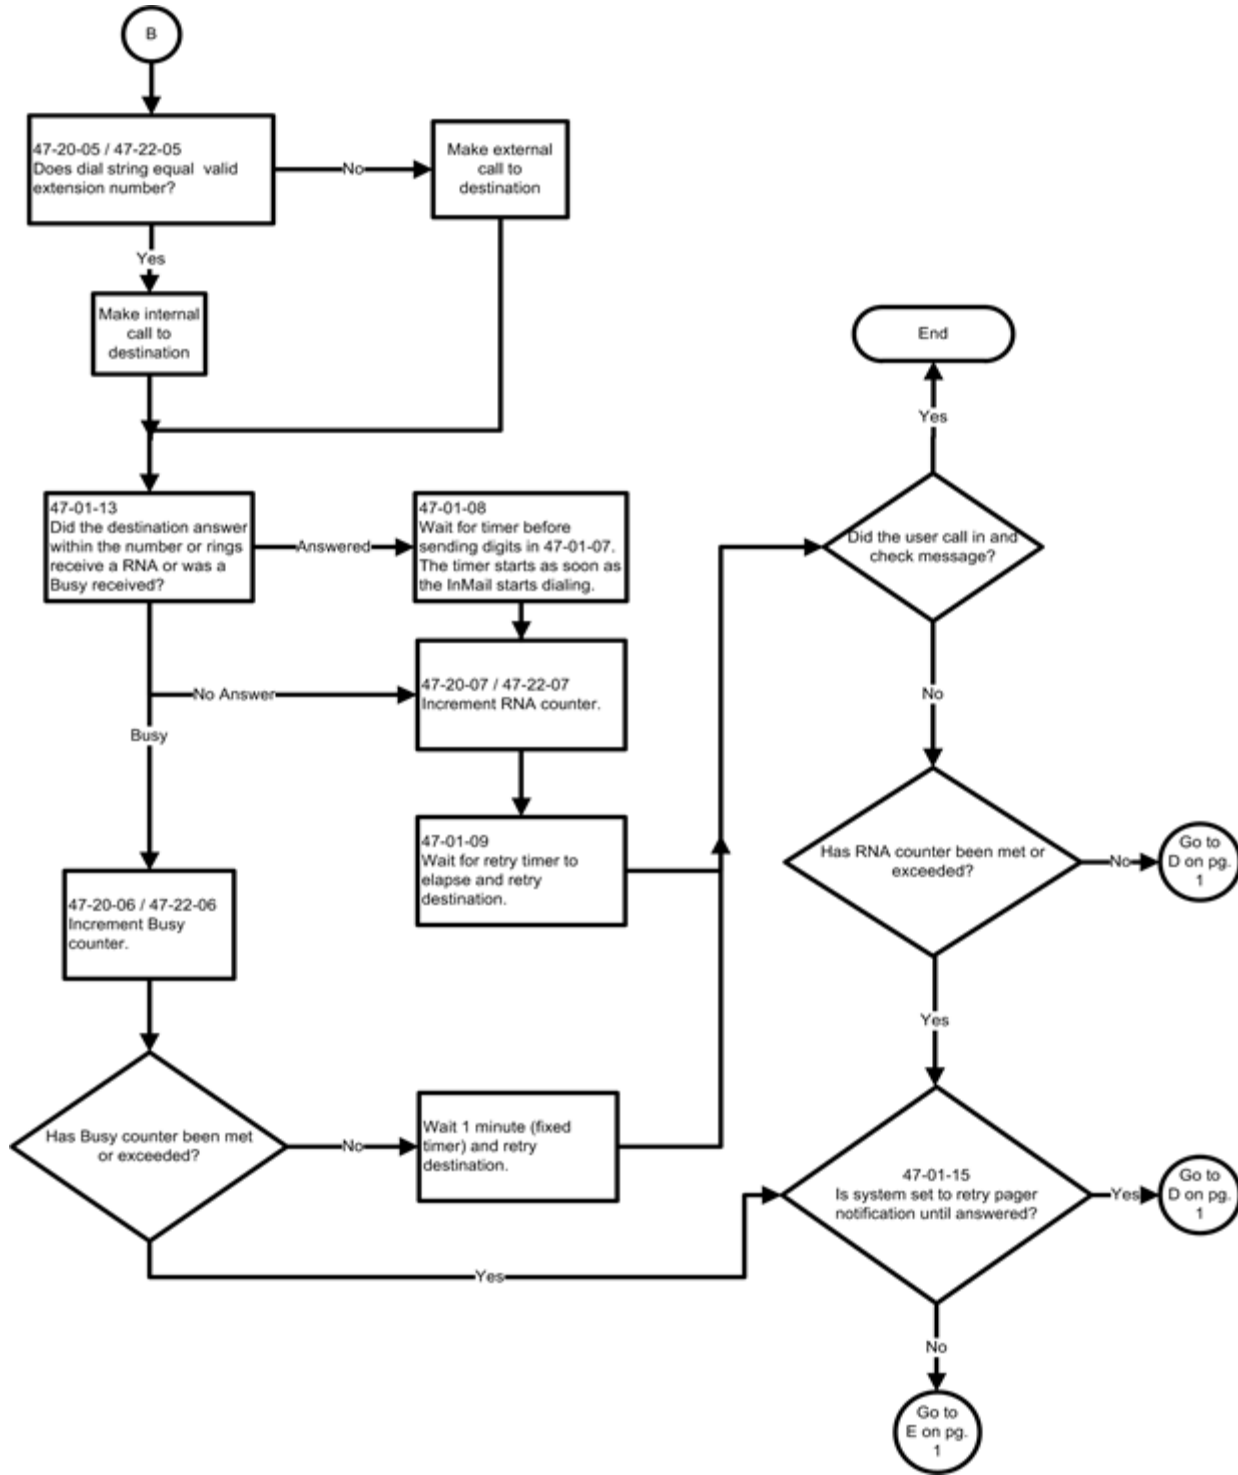 B
47-20-05 / 47-22-05
Does dial string equal valid
extension number?
No
Make external
call to
destination
Yes
Make internal
call to
destination
End
Yes
47-01-13
Did the destination answer
within the number or rings
receive a RNA or was a
Busy received?
Answered
47-01-08
Wait for timer before
sending digits in 47-01-07.
The timer starts as soon as
the InMail starts dialing.
Did the user call in and
check message?
No Answer
47-20-07 / 47-22-07
Increment RNA counter.
No
Busy
47-01-09
Wait for retry timer to
elapse and retry
destination.
Has RNA counter been met or
exceeded?
No
Go to
D on pg.
1
47-20-06 / 47-22-06
Increment Busy
counter.
Yes
Has Busy counter been met
or exceeded?
No
Wait 1 minute (fixed
timer) and retry
destination.
47-01-15
Is system set to retry pager
notification until answered?
Yes
Go to
D on pg.
1
Yes
No
Go to
E on pg.
1